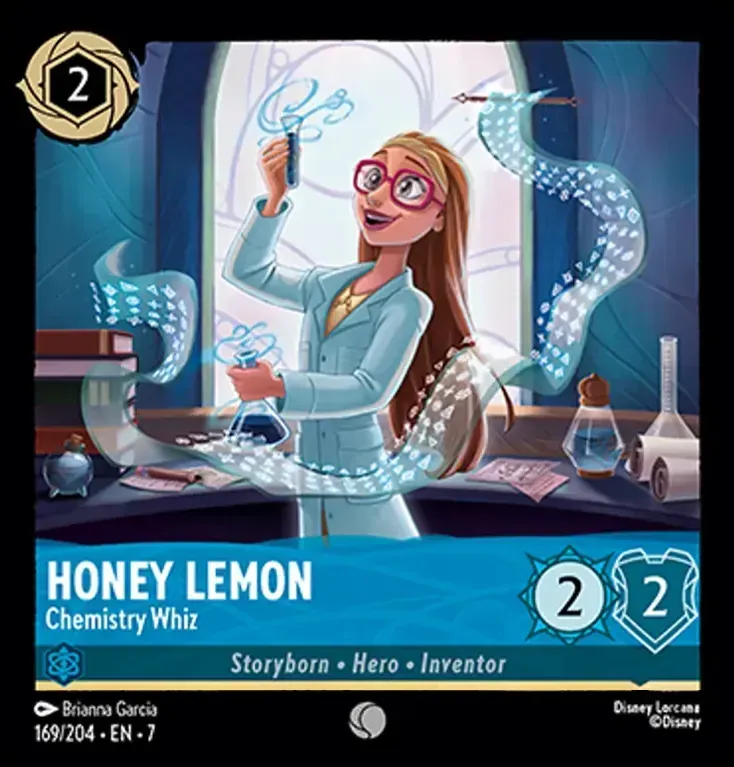 2
HONEY LEMON
Chemistry Whiz
2 2
Storyborn • Hero • Inventor
Brianna Garcia
Disney Lorcana
169/204 • EN • 7
©Disney